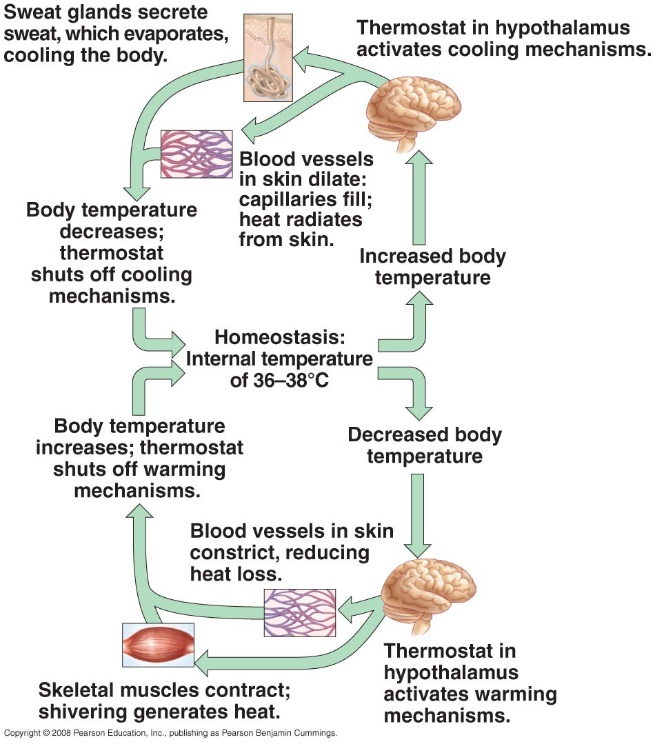 Sweat glands secrete
sweat, which evaporates,
cooling the body.
Thermostat in hypothalamus
activates cooling mechanisms.
Blood vessels
in skin dilate:
capillaries fill;
heat radiates
from skin.
Body temperature
decreases;
thermostat
shuts off cooling
mechanisms.
Increased body
temperature
Homeostasis:
Internal temperature
of 36–38°C
Body temperature
increases; thermostat
shuts off warming
mechanisms.
Decreased body
temperature
Blood vessels in skin
constrict, reducing
heat loss.
Thermostat in
hypothalamus
activates warming
mechanisms.
Skeletal muscles contract;
shivering generates heat.
Copyright © 2008 Pearson Education, Inc., publishing as Pearson Benjamin Cummings.